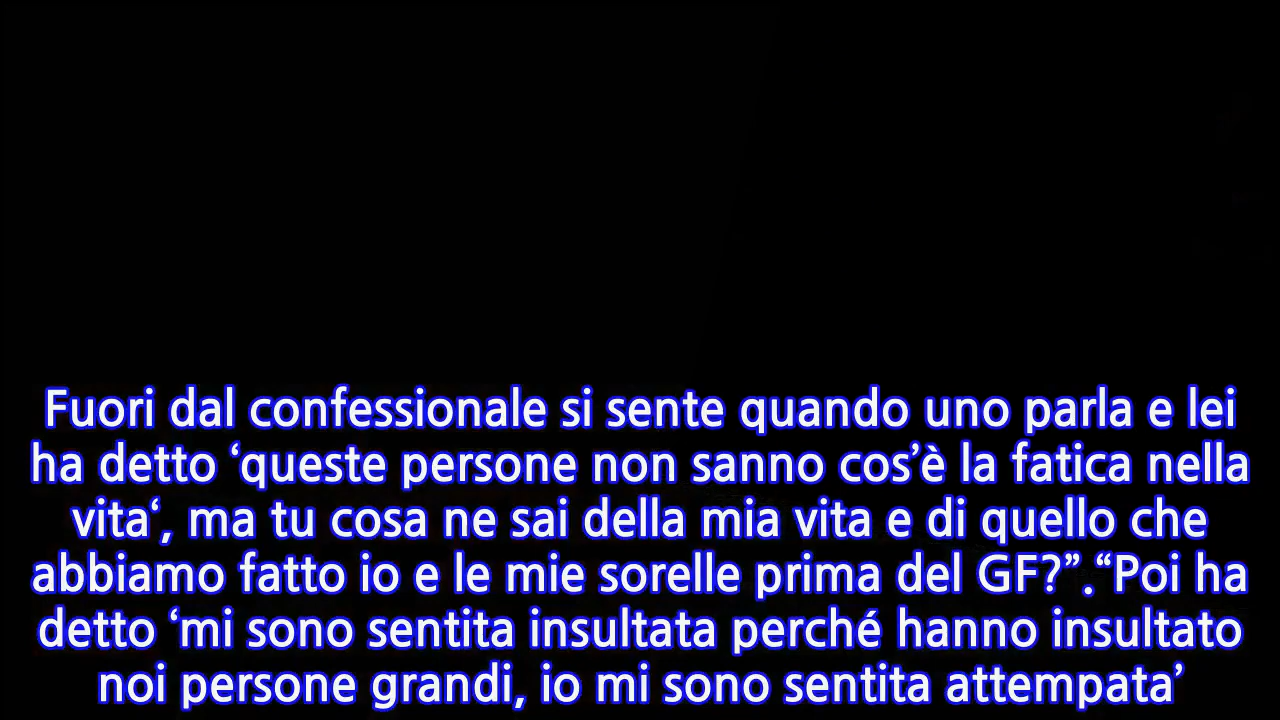 Fuori dal confessionale si sente quando uno parla e lei
ha detto ‘queste persone non sanno cos’è la fatica nella
vita‘, ma tu cosa ne sai della mia vita e di quello che
abbiamo fatto io e le mie sorelle prima del GF?”.“Poi ha
detto ‘mi sono sentita insultata perché hanno insultato
noi persone grandi, io mi sono sentita attempata’